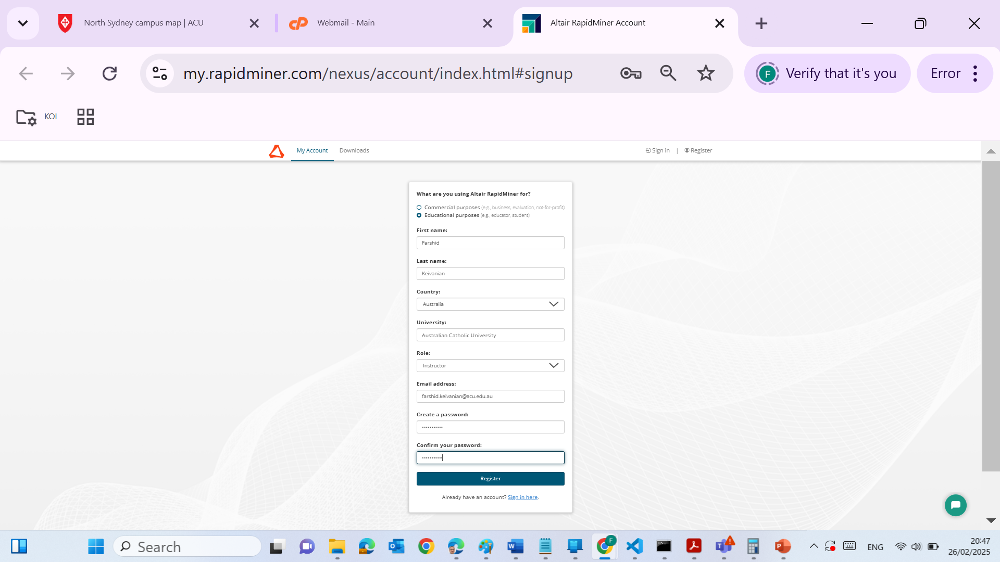 North Sydney campus map | ACU
Webmail - Main
Altair RapidMiner Account
my.rapidminer.com/nexus/account/index.html#signup
F
Verify that it's you
Error
KOI
My Account
Downloads
Sign in
|
Register
What are you using Altair RapidMiner for?
Commercial purposes (e.g., business, evaluation, not-for-profit)
Educational purposes (e.g., educator, student)
First name:
Farshid
Last name:
Keivanian
Country:
Australia
University:
Australian Catholic University
Role:
Instructor
Email address:
farshid.keivanian@acu.edu.au
Create a password:
Confirm your password:
Register
Already have an account? Sign in here.
Search
F
ENG
20:47
26/02/2025